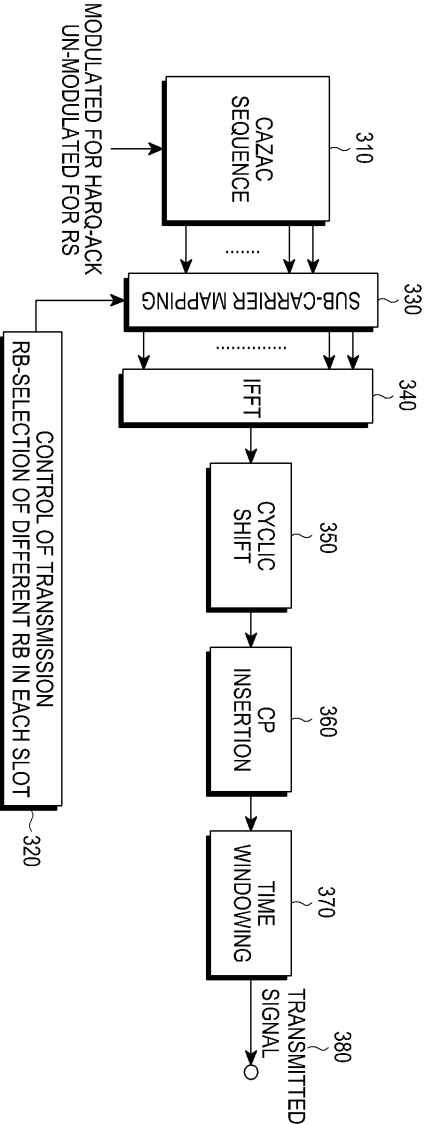 310
CAZAC
SEQUENCE
MODULATED FOR HARQ-ACK
UN-MODULATED FOR RS
330
SUB-CARRIER MAPPING
340
IFFT
350
CYCLIC
SHIFT
360
CP
INSERTION
370
TIME
WINDOWING
380
TRANSMITTED
SIGNAL
CONTROL OF TRANSMISSION
RB-SELECTION OF DIFFERENT RB IN EACH SLOT
320